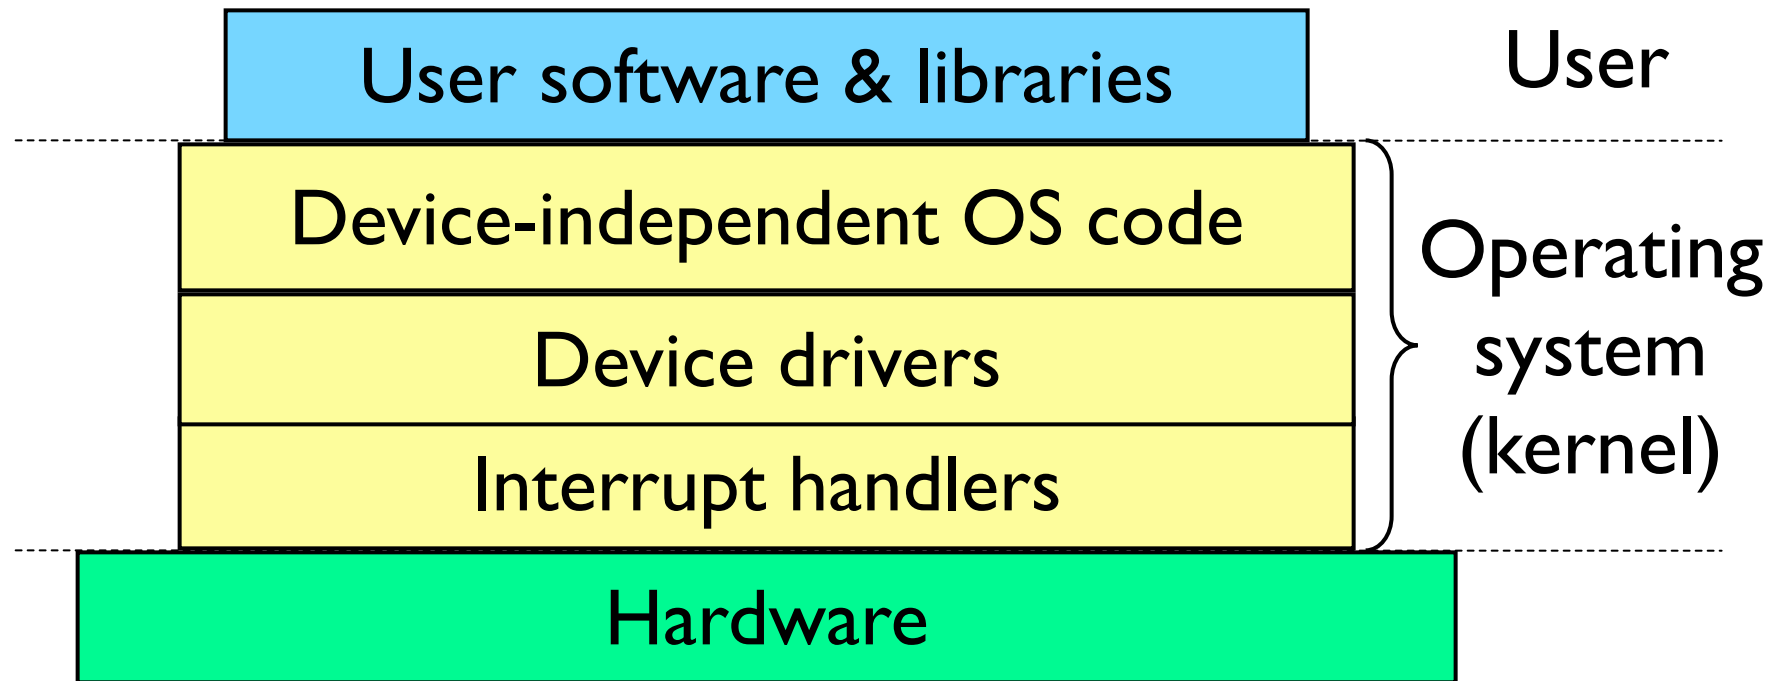 User software & libraries
User
Device-independent OS code
Device drivers
Interrupt handlers
Operating
system
(kernel)
Hardware